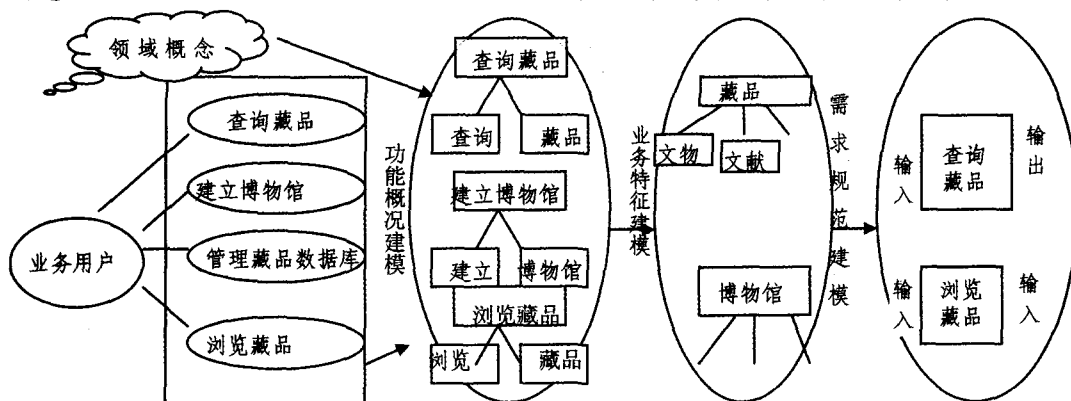 领域概念
查询藏品
建立博物馆
管理藏品数据库
浏览藏品
业务用户
功能概况建模
查询藏品
查询
藏品
建立博物馆
建立
博物馆
浏览藏品
浏览
藏品
业务特征建模
藏品
文物
文献
博物馆
需求规范建模
输入
查询
藏品
输出
输入
浏览
藏品
输入